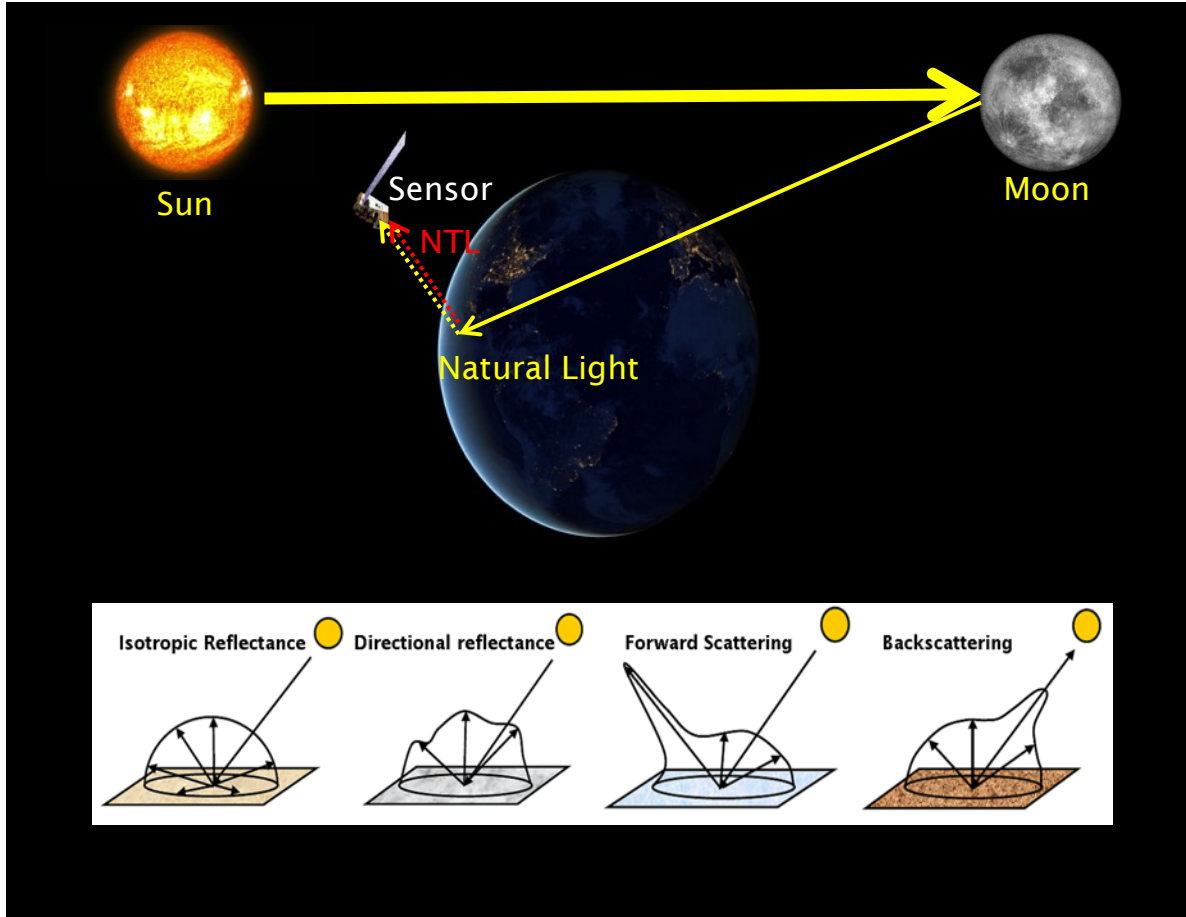 Sun
Moon
Sensor
NTL
Natural Light
Isotropic Reflectance
Directional reflectance
Forward Scattering
Backscattering